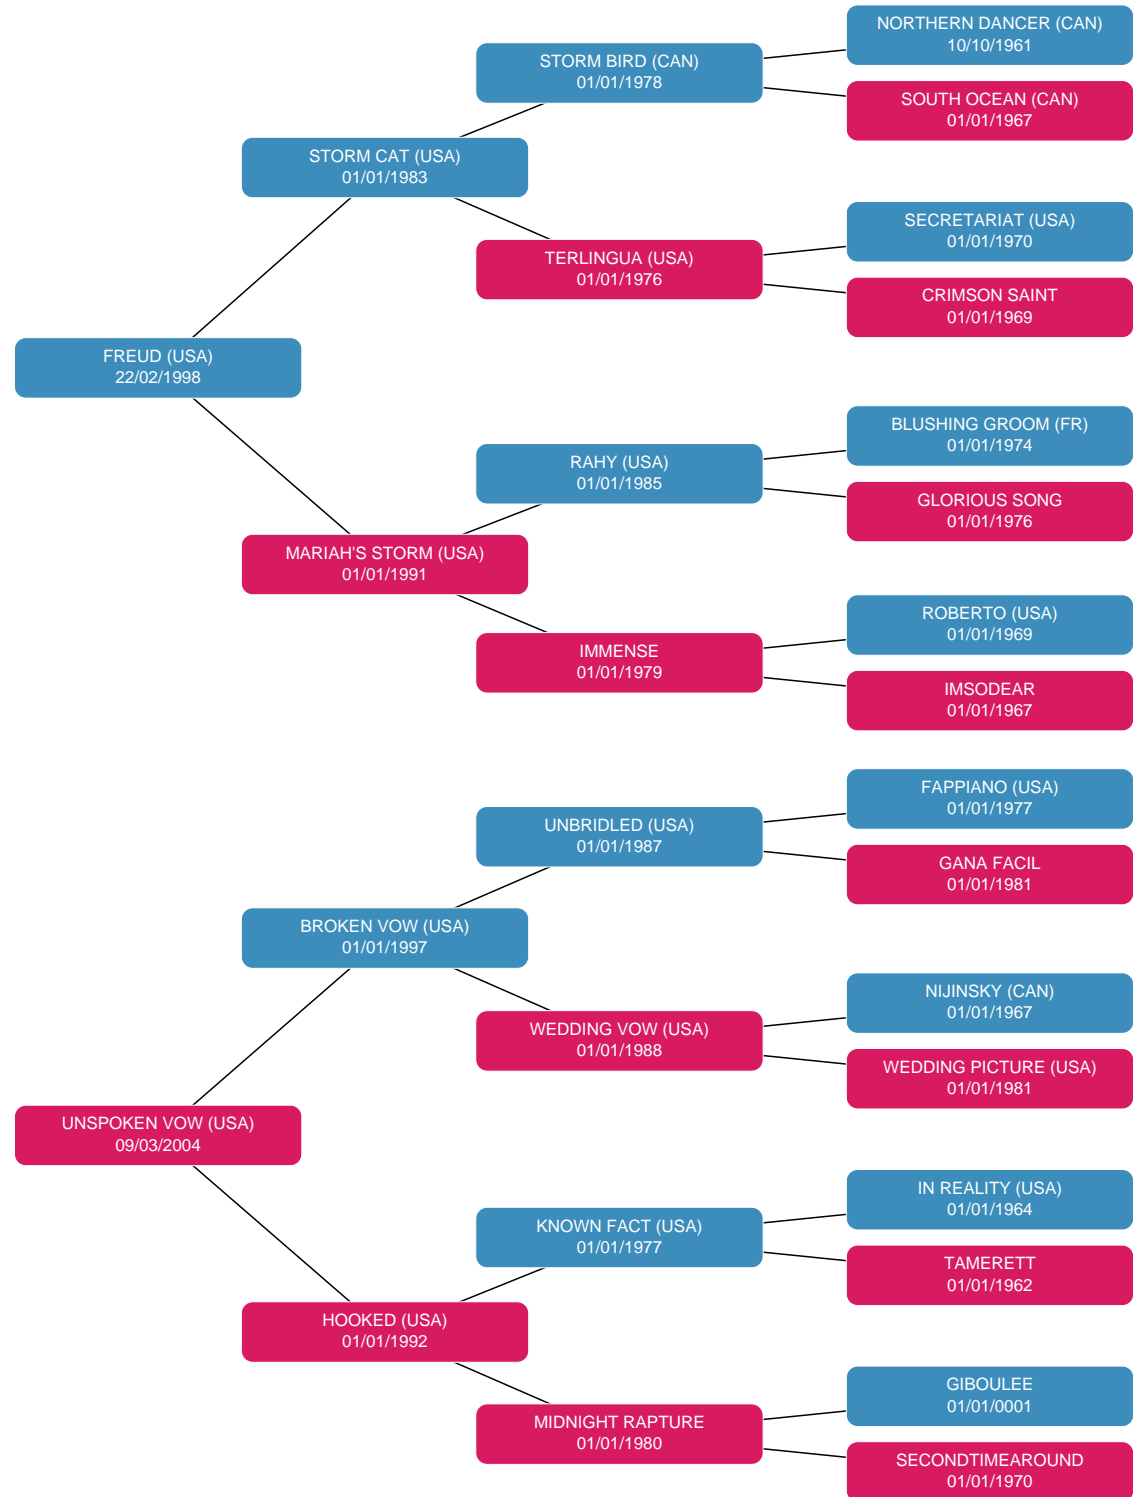 NORTHERN DANCER (CAN)
10/10/1961
STORM BIRD (CAN)
01/01/1978
SOUTH OCEAN (CAN)
01/01/1967
STORM CAT (USA)
01/01/1983
SECRETARIAT (USA)
01/01/1970
TERLINGUA (USA)
01/01/1976
CRIMSON SAINT
01/01/1969
FREUD (USA)
22/02/1998
BLUSHING GROOM (FR)
01/01/1974
RAHY (USA)
01/01/1985
GLORIOUS SONG
01/01/1976
MARIAH'S STORM (USA)
01/01/1991
ROBERTO (USA)
01/01/1969
IMMENSE
01/01/1979
IMSODEAR
01/01/1967
FAPPIANO (USA)
01/01/1977
UNBRIDLED (USA)
01/01/1987
GANA FACIL
01/01/1981
BROKEN VOW (USA)
01/01/1997
NIJINSKY (CAN)
01/01/1967
WEDDING VOW (USA)
01/01/1988
WEDDING PICTURE (USA)
01/01/1981
UNSPOKEN VOW (USA)
09/03/2004
IN REALITY (USA)
01/01/1964
KNOWN FACT (USA)
01/01/1977
TAMERETT
01/01/1962
HOOKED (USA)
01/01/1992
GIBOULEE
01/01/0001
MIDNIGHT RAPTURE
01/01/1980
SECONDTIMEAROUND
01/01/1970